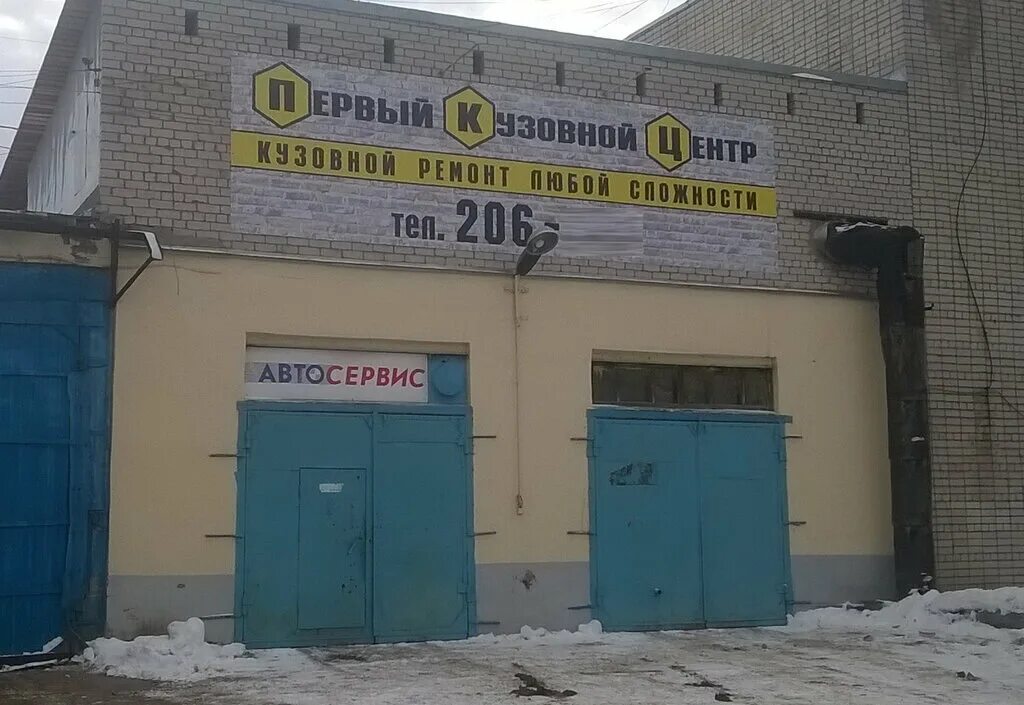 Первый Кузовной Центр
КУЗОВНОЙ РЕМОНТ ЛЮБОЙ СЛОЖНОСТИ
тел. 206-
АВТОСЕРВИС